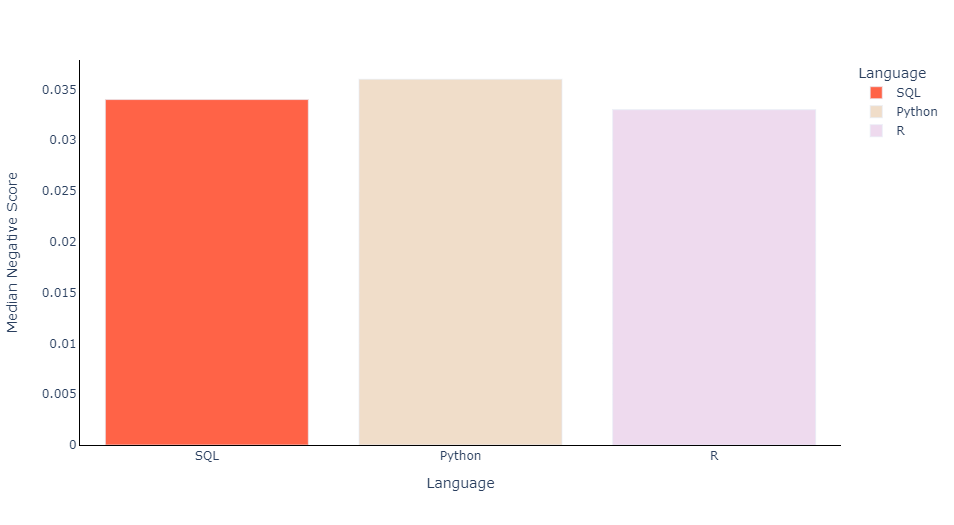 Median Negative Score
0.035
0.03
0.025
0.02
0.015
0.01
0.005
0
SQL
Python
R
Language
Language
SQL
Python
R